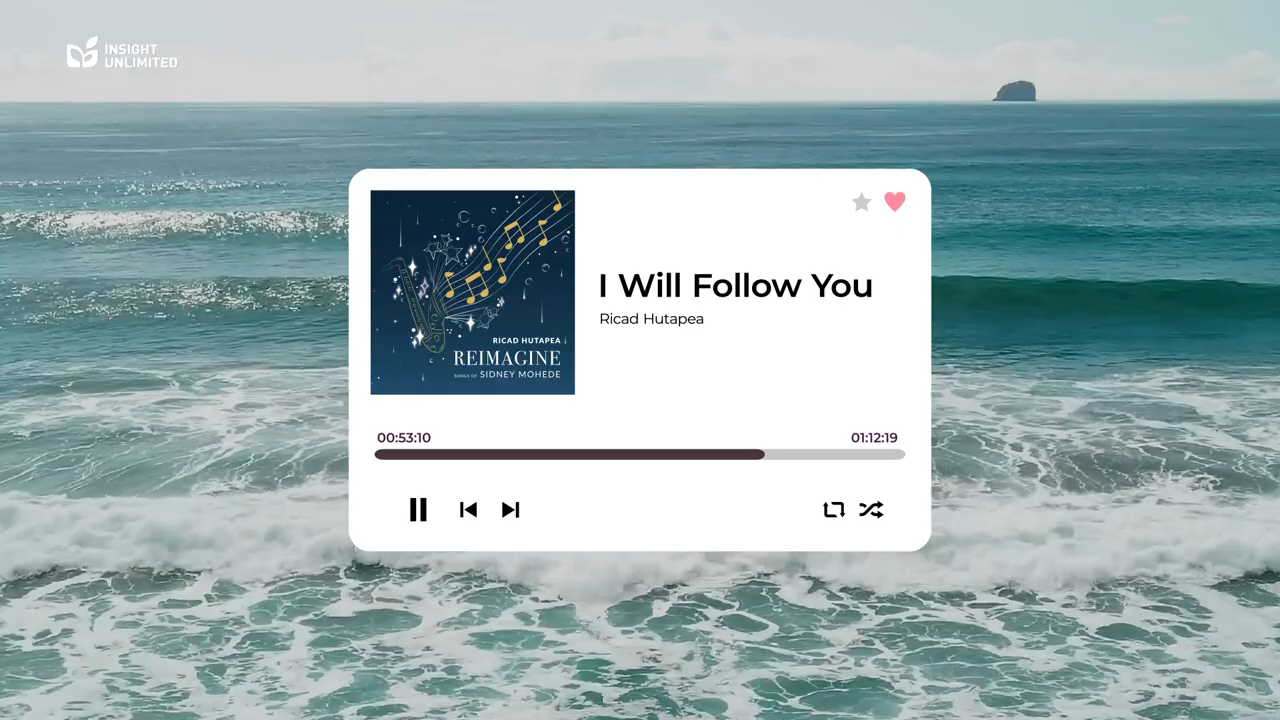 INSIGHT
UNLIMITED
I Will Follow You
Ricad Hutapea
RICAD HUTAPEA
REIMAGINE
SONGS OF SIDNEY MOHEDE
00:53:10
01:12:19